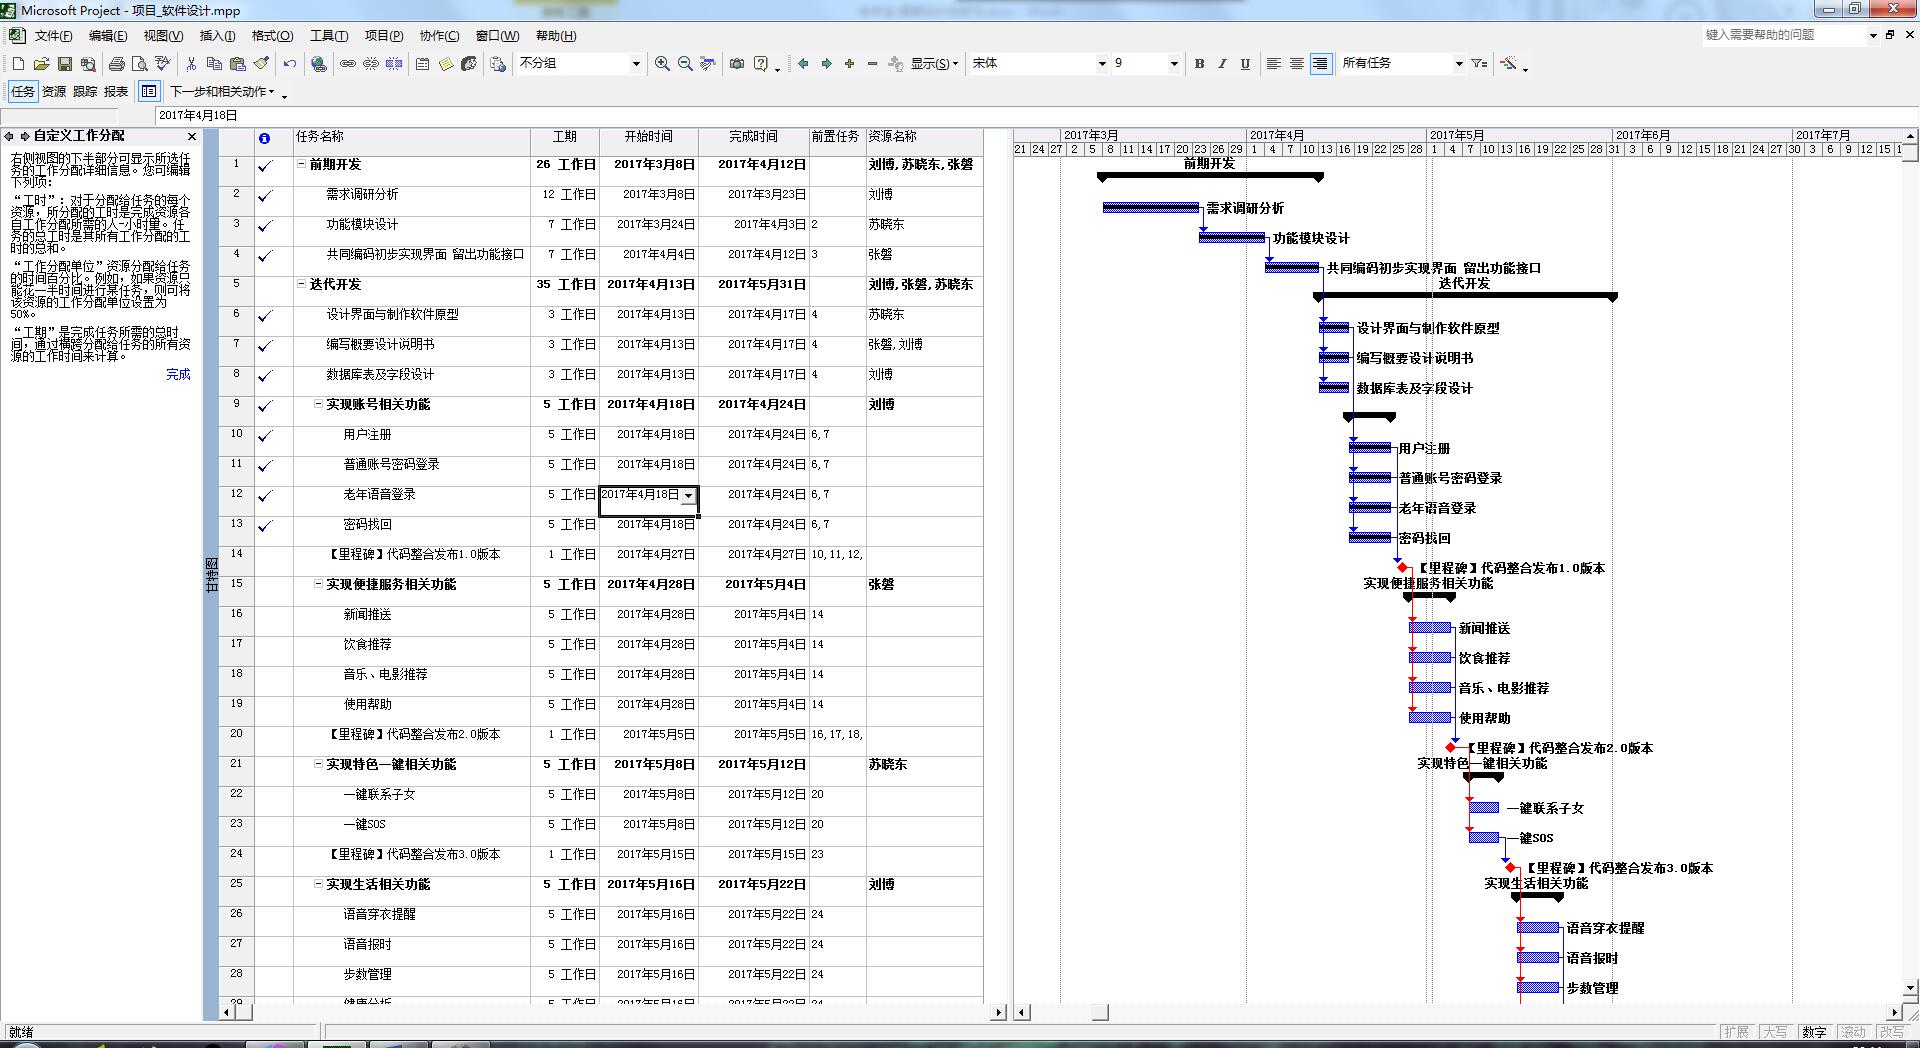 Microsoft Project - 项目_软件设计.mpp
文件(F) 编辑(E) 视图(V) 插入(I) 格式(O) 工具(T) 项目(P) 协作(C) 窗口(W) 帮助(H) 键入需要帮助的问题
不分组 显示(S) 宋体 9 B I U 所有任务
任务 资源 跟踪 报表 下一步和相关动作
2017年4月18日
自定义工作分配
右侧视图的下半部分可显示所选任
务的工作分配详细信息。您可编辑
下列项:
“工时”: 对于分配给任务的每个
资源，所分配的工时是完成资源各
自工作分配所需的人-小时量。任
务的总工时是其所有工作分配的工
时的总和。
“工作分配单位”资源分配给任务
的时间百分比。例如，如果资源只
能花一半时间进行某任务，则可将
该资源的工作分配单位设置为
50%。
“工期”是完成任务所需的总时
间，通过横跨分配给任务的所有资
源的工作时间来计算。
完成
甘特图
任务名称 工期 开始时间 完成时间 前置任务 资源名称
1 前期开发 26 工作日 2017年3月8日 2017年4月12日 刘博,苏晓东,张磐
2 需求调研分析 12 工作日 2017年3月8日 2017年3月23日 刘博
3 功能模块设计 7 工作日 2017年3月24日 2017年4月3日 2 苏晓东
4 共同编码初步实现界面 留出功能接口 7 工作日 2017年4月4日 2017年4月12日 3 张磐
5 迭代开发 35 工作日 2017年4月13日 2017年5月31日 刘博,张磐,苏晓东
6 设计界面与制作软件原型 3 工作日 2017年4月13日 2017年4月17日 4 苏晓东
7 编写概要设计说明书 3 工作日 2017年4月13日 2017年4月17日 4 张磐,刘博
8 数据库表及字段设计 3 工作日 2017年4月13日 2017年4月17日 4 刘博
9 实现账号相关功能 5 工作日 2017年4月18日 2017年4月24日 刘博
10 用户注册 5 工作日 2017年4月18日 2017年4月24日 6,7
11 普通账号密码登录 5 工作日 2017年4月18日 2017年4月24日 6,7
12 老年语音登录 5 工作日 2017年4月18日 2017年4月24日 6,7
13 密码找回 5 工作日 2017年4月18日 2017年4月24日 6,7
14 【里程碑】代码整合发布1.0版本 1 工作日 2017年4月27日 2017年4月27日 10,11,12,
15 实现便捷服务相关功能 5 工作日 2017年4月28日 2017年5月4日 张磐
16 新闻推送 5 工作日 2017年4月28日 2017年5月4日 14
17 饮食推荐 5 工作日 2017年4月28日 2017年5月4日 14
18 音乐、电影推荐 5 工作日 2017年4月28日 2017年5月4日 14
19 使用帮助 5 工作日 2017年4月28日 2017年5月4日 14
20 【里程碑】代码整合发布2.0版本 1 工作日 2017年5月5日 2017年5月5日 16,17,18,
21 实现特色一键相关功能 5 工作日 2017年5月8日 2017年5月12日 苏晓东
22 一键联系子女 5 工作日 2017年5月8日 2017年5月12日 20
23 一键SOS 5 工作日 2017年5月8日 2017年5月12日 20
24 【里程碑】代码整合发布3.0版本 1 工作日 2017年5月15日 2017年5月15日 23
25 实现生活相关功能 5 工作日 2017年5月16日 2017年5月22日 刘博
26 语音穿衣提醒 5 工作日 2017年5月16日 2017年5月22日 24
27 语音报时 5 工作日 2017年5月16日 2017年5月22日 24
28 步数管理 5 工作日 2017年5月16日 2017年5月22日 24
29 健康分析 5 工作日 2017年5月16日 2017年5月22日 24
2017年3月 2017年4月 2017年5月 2017年6月 2017年7月
21 24 27 2 5 8 11 14 17 20 23 26 29 1 4 7 10 13 16 19 22 25 28 1 4 7 10 13 16 19 22 25 28 31 3 6 9 12 15 18 21 24 27 30 3 6 9 12 15 1
前期开发
需求调研分析
功能模块设计
共同编码初步实现界面 留出功能接口
迭代开发
设计界面与制作软件原型
编写概要设计说明书
数据库表及字段设计
用户注册
普通账号密码登录
老年语音登录
密码找回
【里程碑】代码整合发布1.0版本
实现便捷服务相关功能
新闻推送
饮食推荐
音乐、电影推荐
使用帮助
【里程碑】代码整合发布2.0版本
实现特色一键相关功能
一键联系子女
一键SOS
【里程碑】代码整合发布3.0版本
实现生活相关功能
语音穿衣提醒
语音报时
步数管理
就绪 扩展 大写 数字 滚动 改写